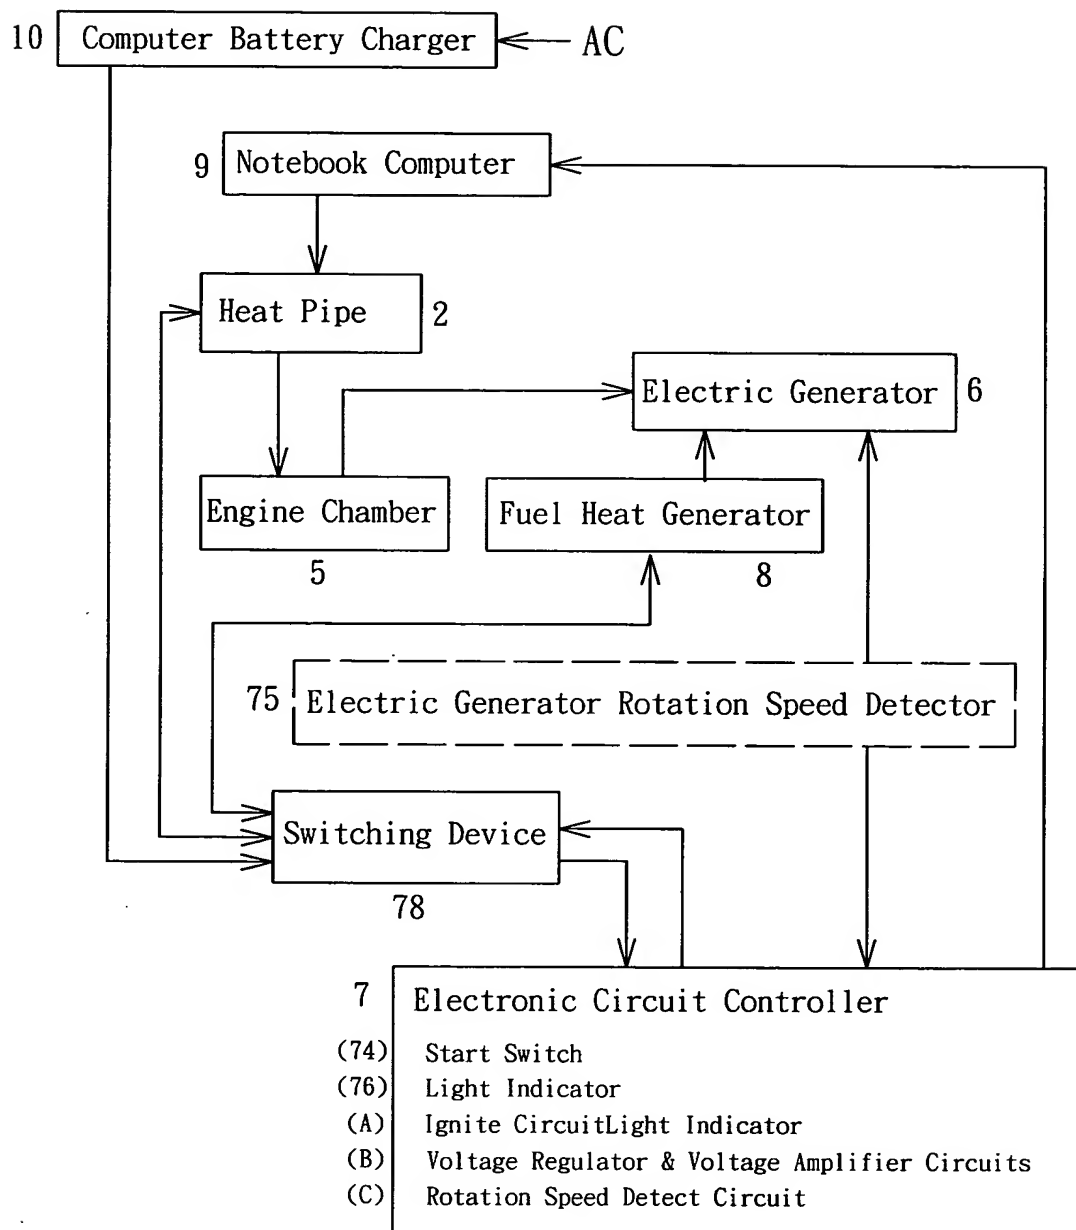 10 Computer Battery Charger AC
9 Notebook Computer
Heat Pipe 2
Electric Generator 6
Engine Chamber
Fuel Heat Generator
5
8
75 Electric Generator Rotation Speed Detector
Switching Device
78
7 Electronic Circuit Controller
(74) Start Switch
(76) Light Indicator
(A) Ignite CircuitLight Indicator
(B) Voltage Regulator & Voltage Amplifier Circuits
(C) Rotation Speed Detect Circuit